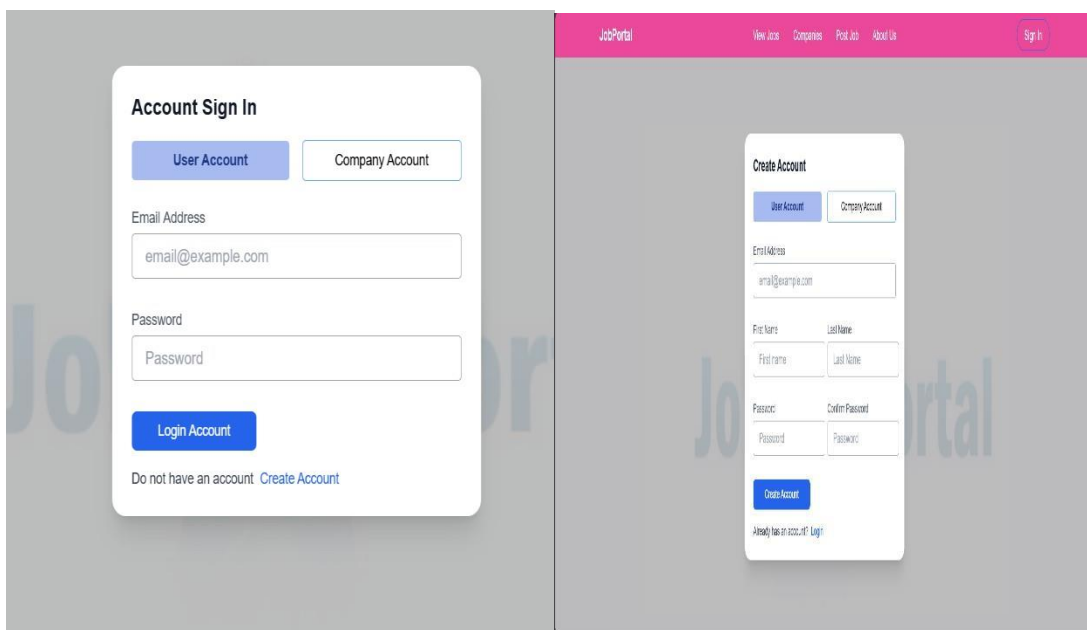 Account Sign In
User Account Company Account
Email Address
email@example.com
Password
Password
Login Account
Do not have an account Create Account
JobPortal View Jobs Companies Post Job About Us Sign In
Create Account
User Account Company Account
Email Address
email@example.com
First Name Last Name
First name Last Name
Password Confirm Password
Password Password
Create Account
Already has an account? Login
Jo rtal